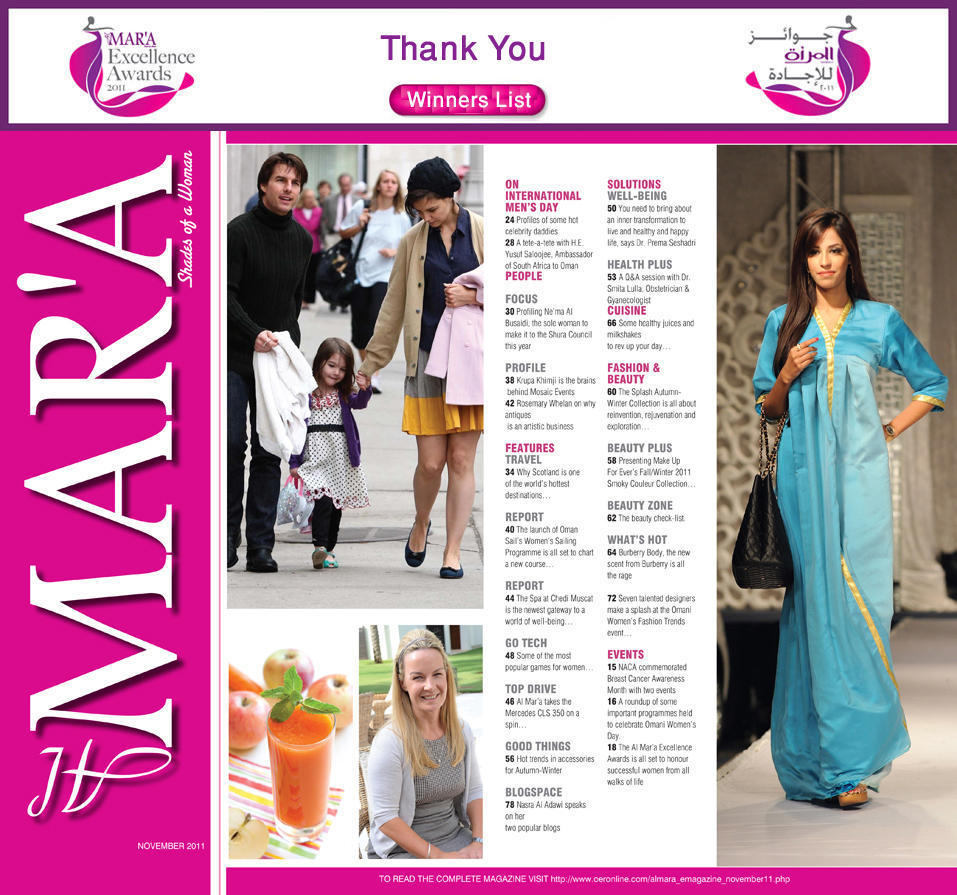 AL MAR'A
Excellence
Awards
2011
Thank You
Winners List
جوائز
المرأة
للإجادة
٢٠١١
AL MAR'A
Shades of a Woman
NOVEMBER 2011
ON
INTERNATIONAL
MEN'S DAY
24 Profiles of some hot
celebrity daddies
28 A tete-a-tete with H.E.
Yusuf Saloojee, Ambassador
of South Africa to Oman
PEOPLE
FOCUS
30 Profiling Ne'ma Al
Busaidi, the sole woman to
make it to the Shura Council
this year
PROFILE
38 Krupa Khimji is the brains
behind Mosaic Events
42 Rosemary Whelan on why
antiques
is an artistic business
FEATURES
TRAVEL
34 Why Scotland is one
of the world's hottest
destinations…
REPORT
40 The launch of Oman
Sail's Women's Sailing
Programme is all set to chart
a new course…
REPORT
44 The Spa at Chedi Muscat
is the newest gateway to a
world of well-being…
GO TECH
48 Some of the most
popular games for women…
TOP DRIVE
46 Al Mar'a takes the
Mercedes CLS 350 on a
spin…
GOOD THINGS
56 Hot trends in accessories
for Autumn-Winter
BLOGSPACE
78 Nasra Al Adawi speaks
on her
two popular blogs
SOLUTIONS
WELL-BEING
50 You need to bring about
an inner transformation to
live and healthy and happy
life, says Dr. Prema Seshadri
HEALTH PLUS
53 A Q&A session with Dr.
Smita Lulla, Obstetrician &
Gyanecologist
CUISINE
66 Some healthy juices and
milkshakes
to rev up your day…
FASHION &
BEAUTY
60 The Splash Autumn-
Winter Collection is all about
reinvention, rejuvenation and
exploration…
BEAUTY PLUS
58 Presenting Make Up
For Ever's Fall/Winter 2011
Smoky Couleur Collection…
BEAUTY ZONE
62 The beauty check-list.
WHAT'S HOT
64 Burberry Body, the new
scent from Burberry is all
the rage
72 Seven talented designers
make a splash at the Omani
Women's Fashion Trends
event…
EVENTS
15 NACA commemorated
Breast Cancer Awareness
Month with two events
16 A roundup of some
important programmes held
to celebrate Omani Women's
Day.
18 The Al Mar'a Excellence
Awards is all set to honour
successful women from all
walks of life
TO READ THE COMPLETE MAGAZINE VISIT http://www.oeronline.com/almara_emagazine_november11.php